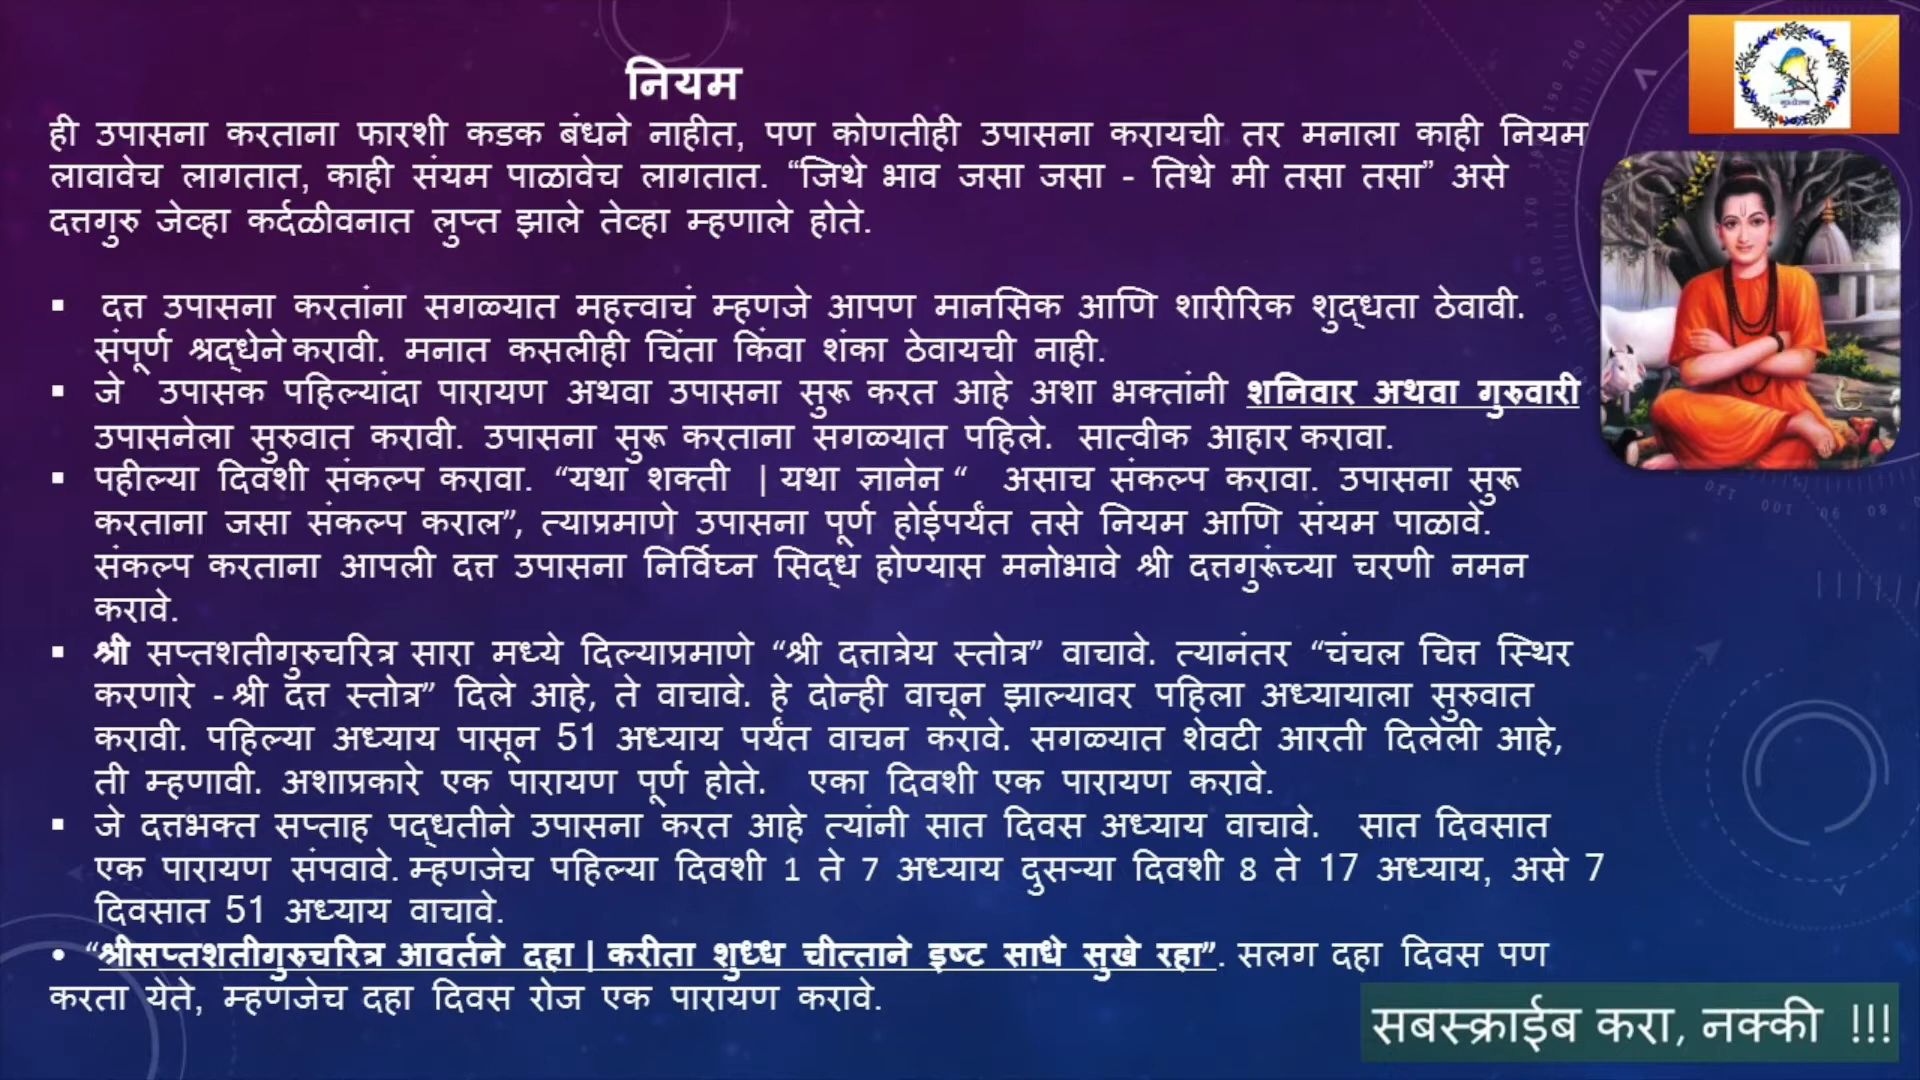 नियम
ही उपासना करताना फारशी कडक बंधने नाहीत, पण कोणतीही उपासना करायची तर मनाला काही नियम
लावावेच लागतात, काही संयम पाळावेच लागतात. “जिथे भाव जसा जसा - तिथे मी तसा तसा” असे
दत्तगुरु जेव्हा कर्दळीवनात लुप्त झाले तेव्हा म्हणाले होते.
▪ दत्त उपासना करतांना सगळ्यात महत्त्वाचं म्हणजे आपण मानसिक आणि शारीरिक शुद्धता ठेवावी.
संपूर्ण श्रद्धेने करावी. मनात कसलीही चिंता किंवा शंका ठेवायची नाही.
▪ जे उपासक पहिल्यांदा पारायण अथवा उपासना सुरू करत आहे अशा भक्तांनी शनिवार अथवा गुरुवारी
उपासनेला सुरुवात करावी. उपासना सुरू करताना सगळ्यात पहिले. सात्वीक आहार करावा.
▪ पहील्या दिवशी संकल्प करावा. “यथा शक्ती | यथा ज्ञानेन “ असाच संकल्प करावा. उपासना सुरू
करताना जसा संकल्प कराल”, त्याप्रमाणे उपासना पूर्ण होईपर्यंत तसे नियम आणि संयम पाळावे.
संकल्प करताना आपली दत्त उपासना निर्विघ्न सिद्ध होण्यास मनोभावे श्री दत्तगुरूंच्या चरणी नमन
करावे.
▪ श्री सप्तशतीगुरुचरित्र सारा मध्ये दिल्याप्रमाणे “श्री दत्तात्रेय स्तोत्र” वाचावे. त्यानंतर “चंचल चित्त स्थिर
करणारे - श्री दत्त स्तोत्र” दिले आहे, ते वाचावे. हे दोन्ही वाचून झाल्यावर पहिला अध्यायाला सुरुवात
करावी. पहिल्या अध्याय पासून 51 अध्याय पर्यंत वाचन करावे. सगळ्यात शेवटी आरती दिलेली आहे,
ती म्हणावी. अशाप्रकारे एक पारायण पूर्ण होते. एका दिवशी एक पारायण करावे.
▪ जे दत्तभक्त सप्ताह पद्धतीने उपासना करत आहे त्यांनी सात दिवस अध्याय वाचावे. सात दिवसात
एक पारायण संपवावे. म्हणजेच पहिल्या दिवशी 1 ते 7 अध्याय दुसऱ्या दिवशी 8 ते 17 अध्याय, असे 7
दिवसात 51 अध्याय वाचावे.
• “श्रीसप्तशतीगुरुचरित्र आवर्तने दहा | करीता शुध्ध चीत्ताने इष्ट साधे सुखे रहा”. सलग दहा दिवस पण
करता येते, म्हणजेच दहा दिवस रोज एक पारायण करावे.
सबस्क्राईब करा, नक्की !!!